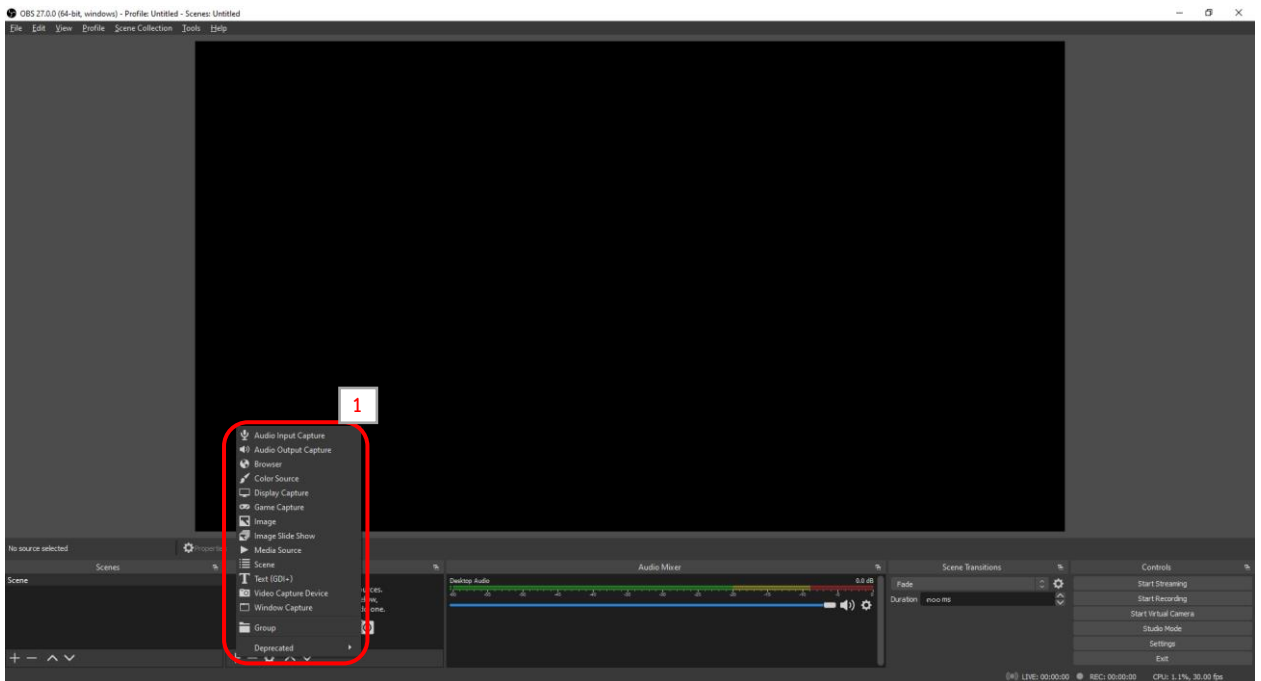 OBS 27.0.0 (64-bit, windows) - Profile: Untitled - Scenes: Untitled
File Edit View Profile Scene Collection Tools Help
1
Audio Input Capture
Audio Output Capture
Browser
Color Source
Display Capture
Game Capture
Image
Image Slide Show
Media Source
Scene
Text (GDI+)
Video Capture Device
Window Capture
Group
Deprecated
No source selected
Scenes
Scene
Audio Mixer
Desktop Audio 0.0 dB
Scene Transitions
Fade
Duration ms
Controls
Start Streaming
Start Recording
Start Virtual Camera
Studio Mode
Settings
Exit
LIVE: 00:00:00 REC: 00:00:00 CPU: 1.1%, 30.00 fps